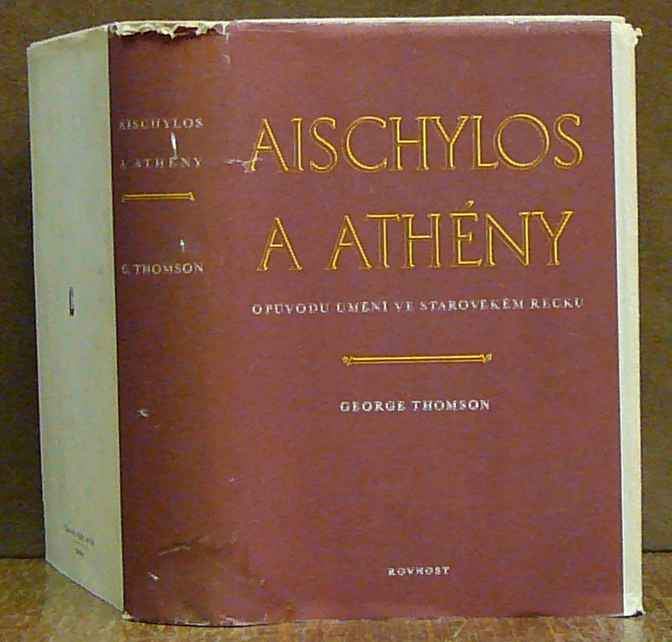 AISCHYLOS
A ATHÉNY
G. THOMSON
AISCHYLOS
A ATHÉNY
O PŮVODU UMĚNÍ VE STAROVĚKÉM ŘECKU
GEORGE THOMSON
ROVNOST